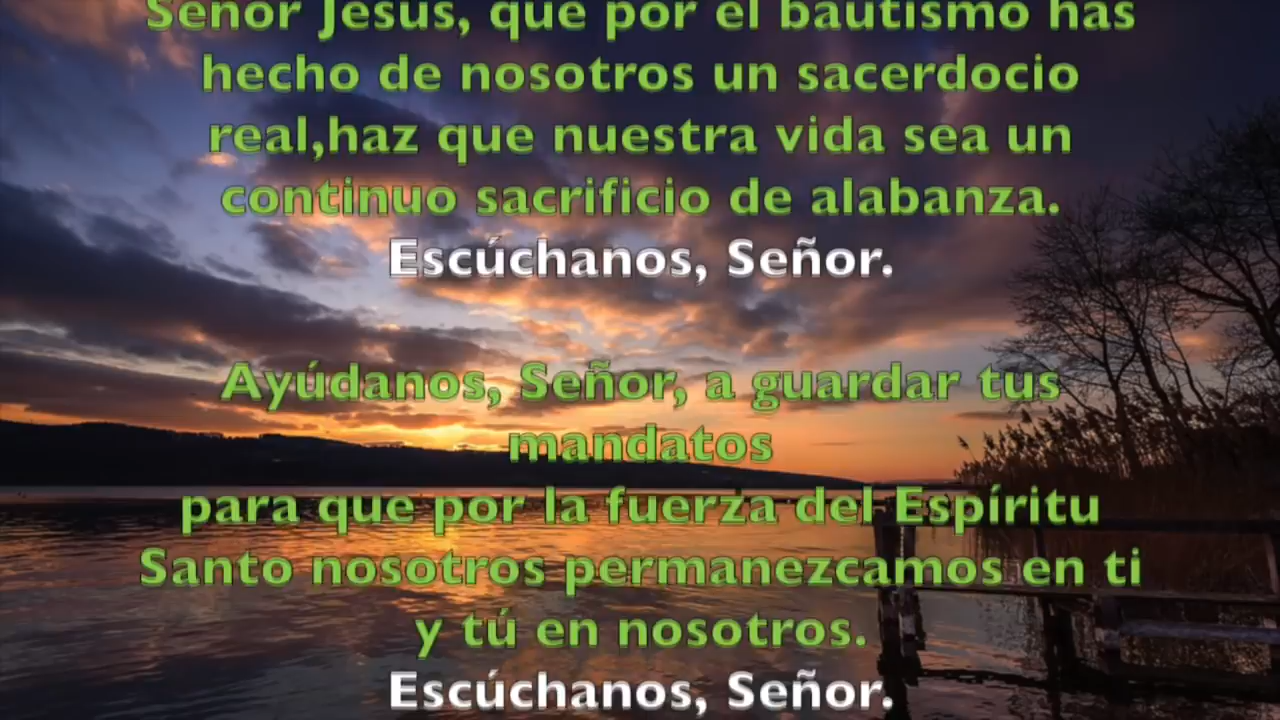 Señor Jesús, que por el bautismo has
hecho de nosotros un sacerdocio
real,haz que nuestra vida sea un
continuo sacrificio de alabanza.
Escúchanos, Señor.
Ayúdanos, Señor, a guardar tus
mandatos
para que por la fuerza del Espíritu
Santo nosotros permanezcamos en ti
y tú en nosotros.
Escúchanos, Señor.